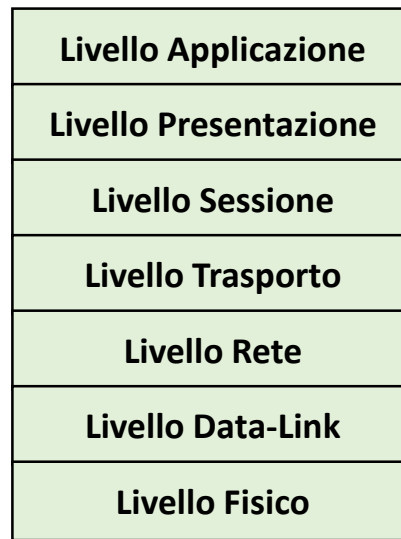 Livello Applicazione
Livello Presentazione
Livello Sessione
Livello Trasporto
Livello Rete
Livello Data-Link
Livello Fisico